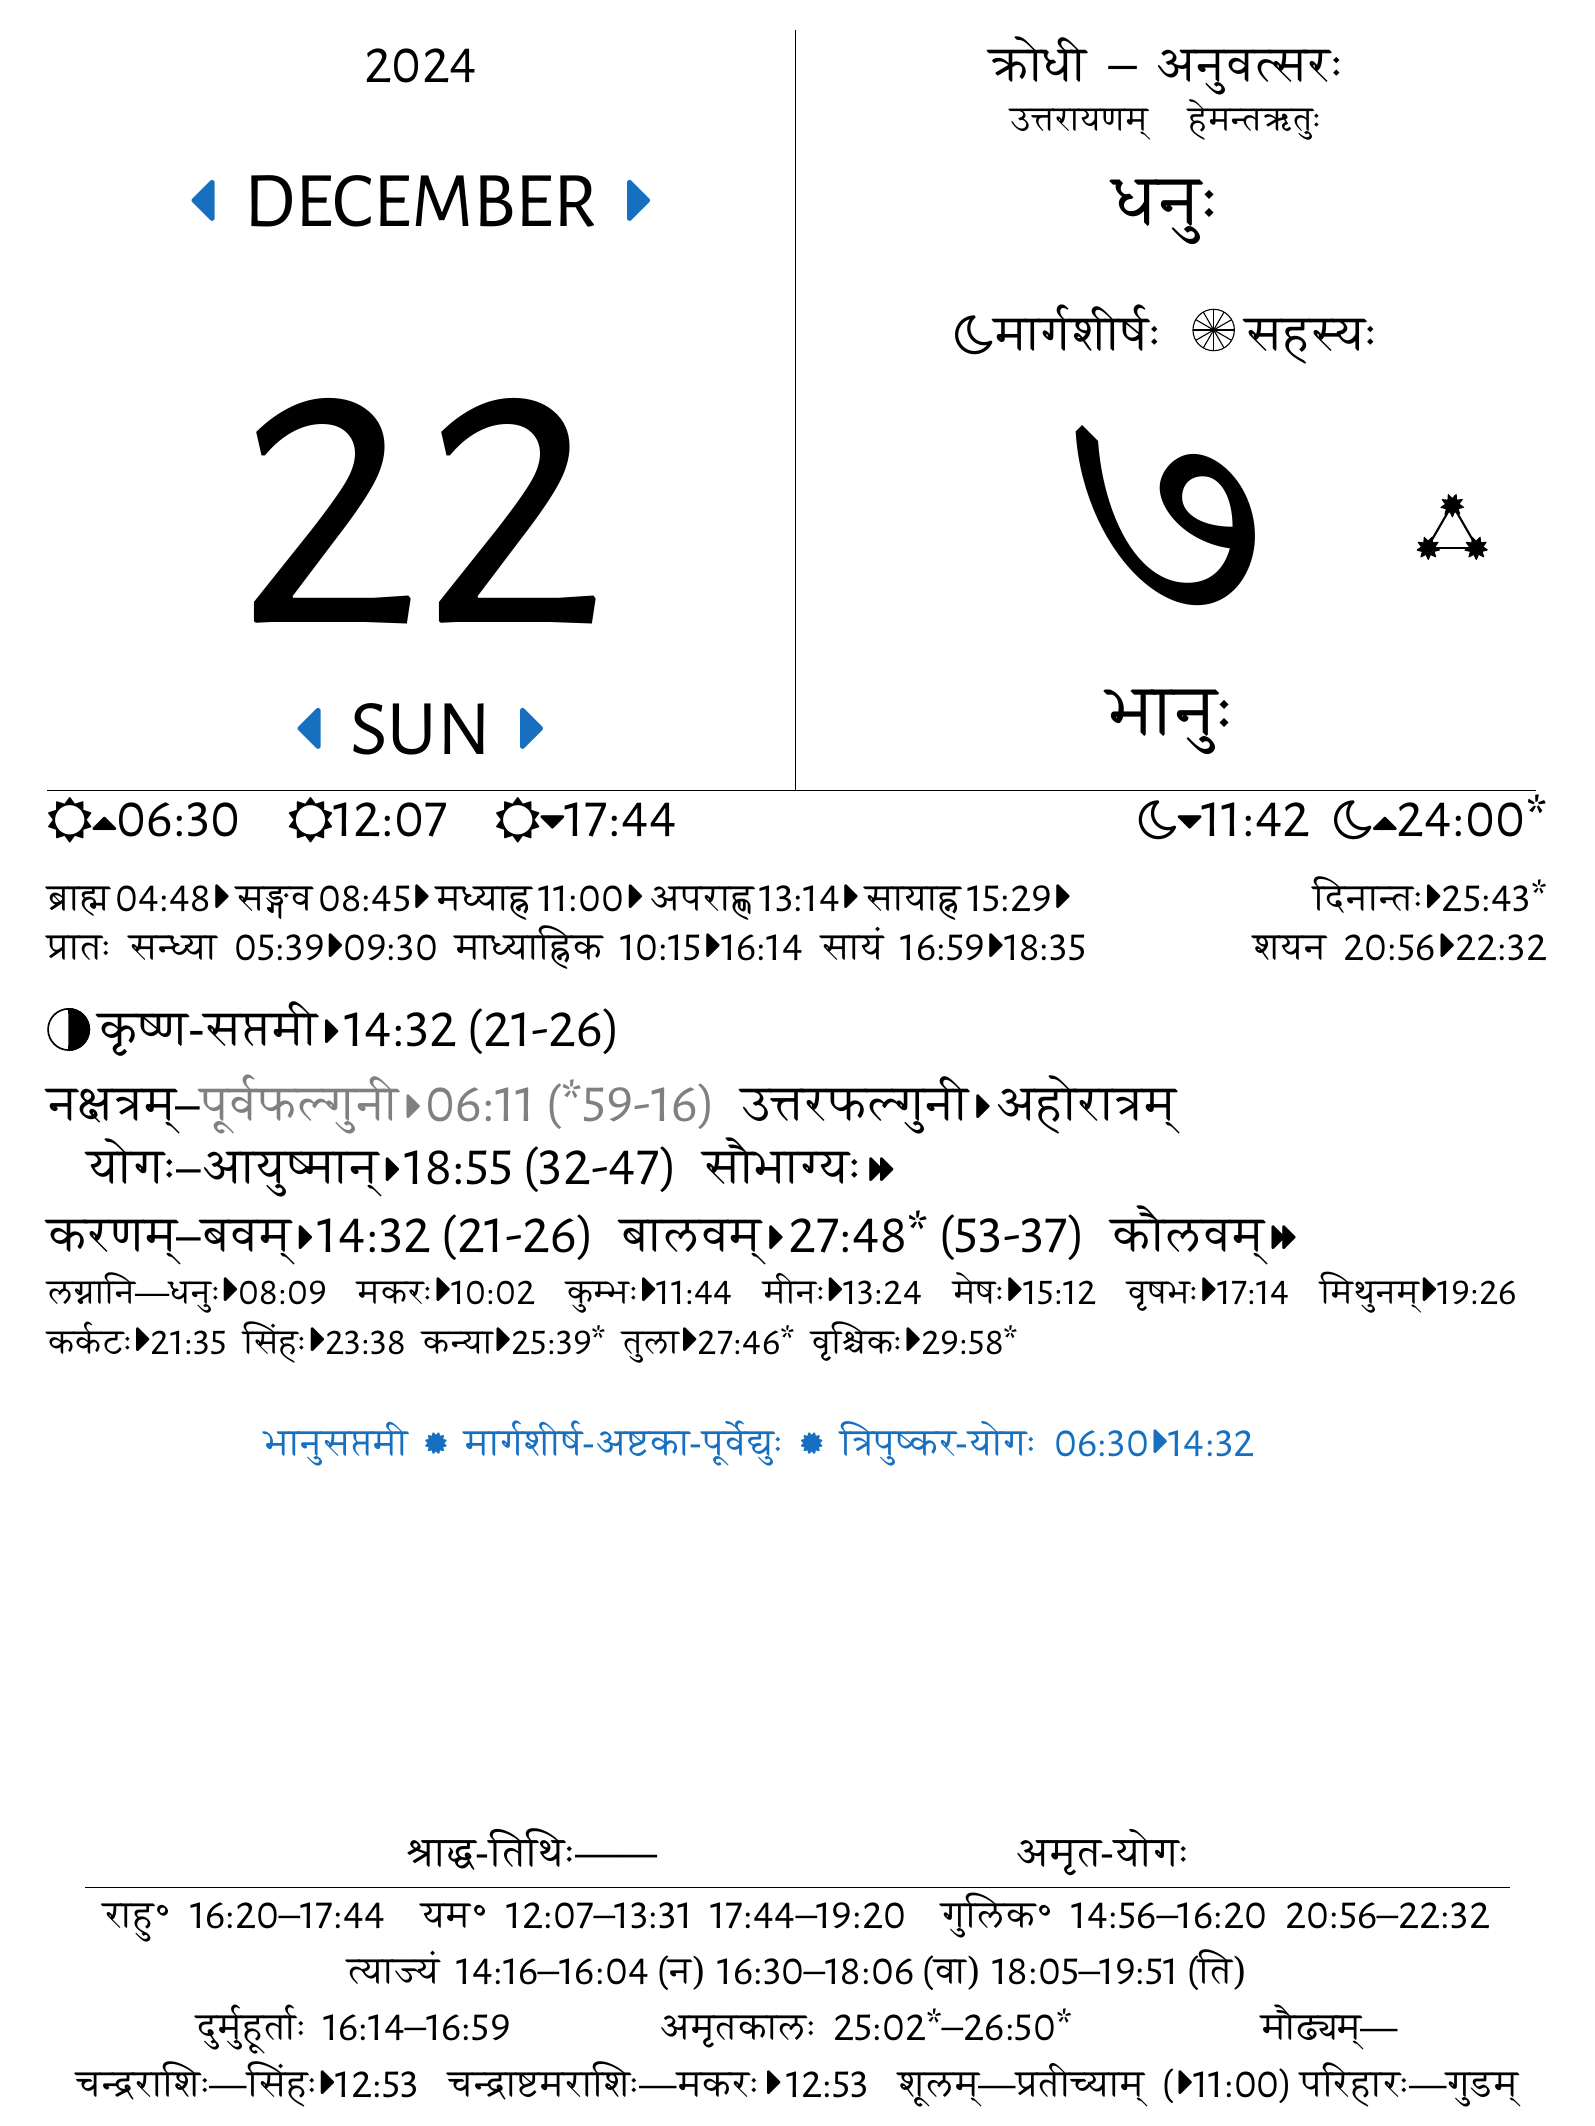 2024
DECEMBER
22
SUN
क्रोधी – अनुवत्सरः
उत्तरायणम् हेमन्तऋतुः
धनुः
मार्गशीर्षः सहस्यः
७
भानुः
06:30 12:07 17:44 11:42 24:00*
ब्राह्म 04:48 सङ्गव 08:45 मध्याह्न 11:00 अपराह्ण 13:14 सायाह्न 15:29 दिनान्तः 25:43*
प्रातः सन्ध्या 05:39 09:30 माध्याह्निक 10:15 16:14 सायं 16:59 18:35 शयन 20:56 22:32
कृष्ण-सप्तमी 14:32 (21-26)
नक्षत्रम्–पूर्वफल्गुनी 06:11 (*59-16) उत्तरफल्गुनी अहोरात्रम्
योगः–आयुष्मान् 18:55 (32-47) सौभाग्यः
करणम्–बवम् 14:32 (21-26) बालवम् 27:48* (53-37) कौलवम्
लग्नानि—धनुः 08:09 मकरः 10:02 कुम्भः 11:44 मीनः 13:24 मेषः 15:12 वृषभः 17:14 मिथुनम् 19:26
कर्कटः 21:35 सिंहः 23:38 कन्या 25:39* तुला 27:46* वृश्चिकः 29:58*
भानुसप्तमी मार्गशीर्ष-अष्टका-पूर्वेद्युः त्रिपुष्कर-योगः 06:30 14:32
श्राद्ध-तिथिः—— अमृत-योगः
राहु॰ 16:20–17:44 यम॰ 12:07–13:31 17:44–19:20 गुलिक॰ 14:56–16:20 20:56–22:32
त्याज्यं 14:16–16:04 (न) 16:30–18:06 (वा) 18:05–19:51 (ति)
दुर्मुहूर्ताः 16:14–16:59 अमृतकालः 25:02*–26:50* मौढ्यम्—
चन्द्रराशिः—सिंहः 12:53 चन्द्राष्टमराशिः—मकरः 12:53 शूलम्—प्रतीच्याम् ( 11:00) परिहारः—गुडम्